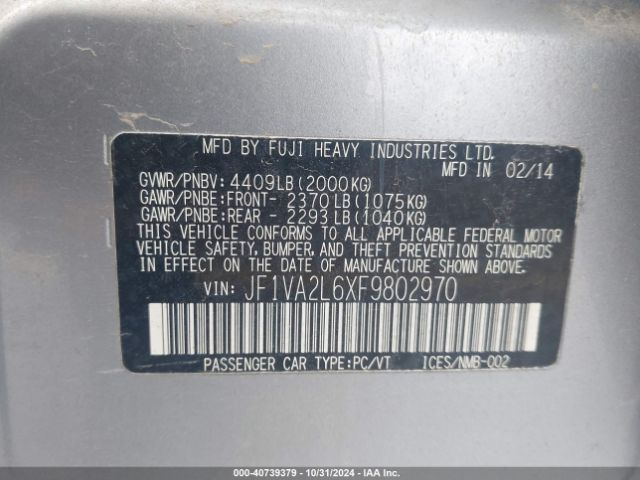 MFD BY FUJI HEAVY INDUSTRIES LTD.
MFD IN 02/14
GVWR/PNBV: 4409LB(2000KG)
GAWR/PNBE:FRONT- 2370LB(1075KG)
GAWR/PNBE:REAR - 2293LB(1040KG)
THIS VEHICLE CONFORMS TO ALL APPLICABLE FEDERAL MOTOR
VEHICLE SAFETY, BUMPER, AND THEFT PREVENTION STANDARDS
IN EFFECT ON THE DATE OF MANUFACTURE SHOWN ABOVE.
VIN: JF1VA2L6XF9802970
PASSENGER CAR TYPE:PC/VT ICES/NMB-002
00-40739379 - 10/31/2024 - IAA Holdings, LLC.